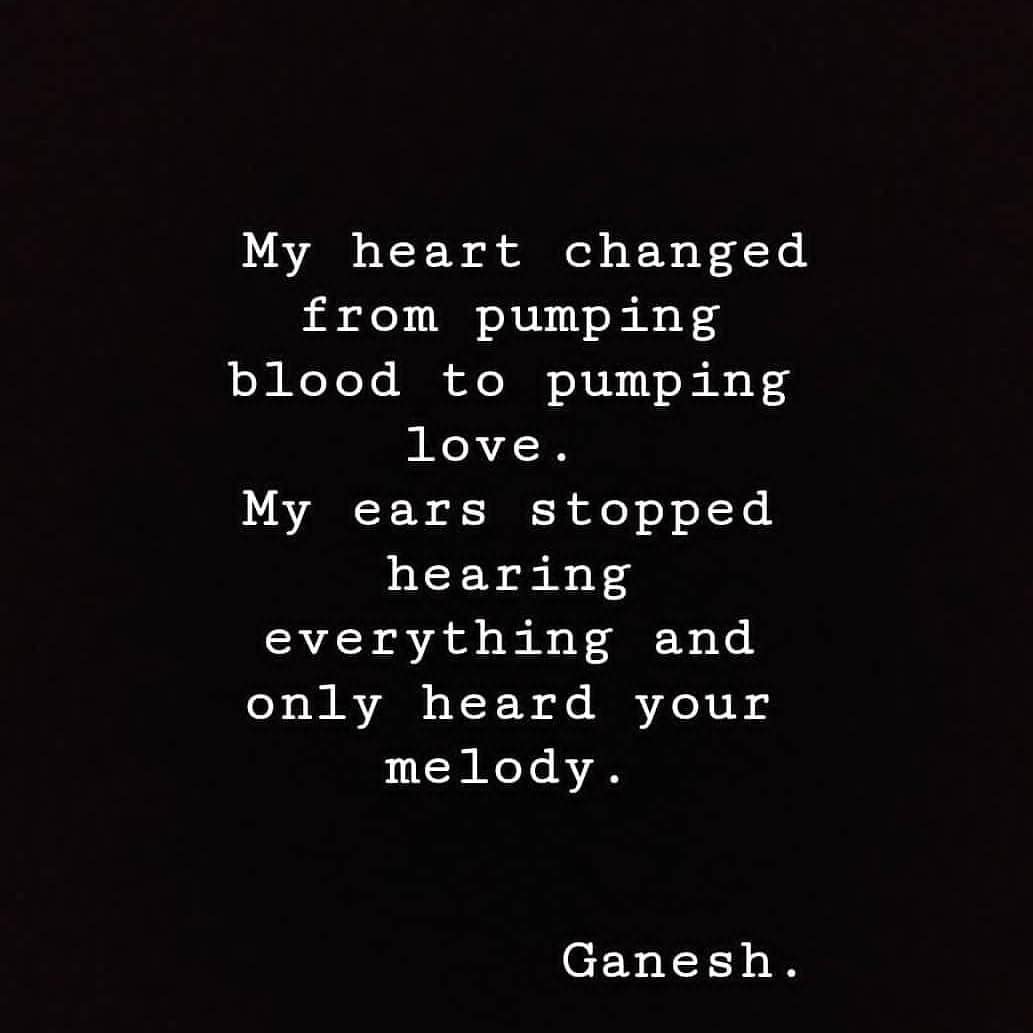 My heart changed
from pumping
blood to pumping
love.
My ears stopped
hearing
everything and
only heard your
melody.
Ganesh.